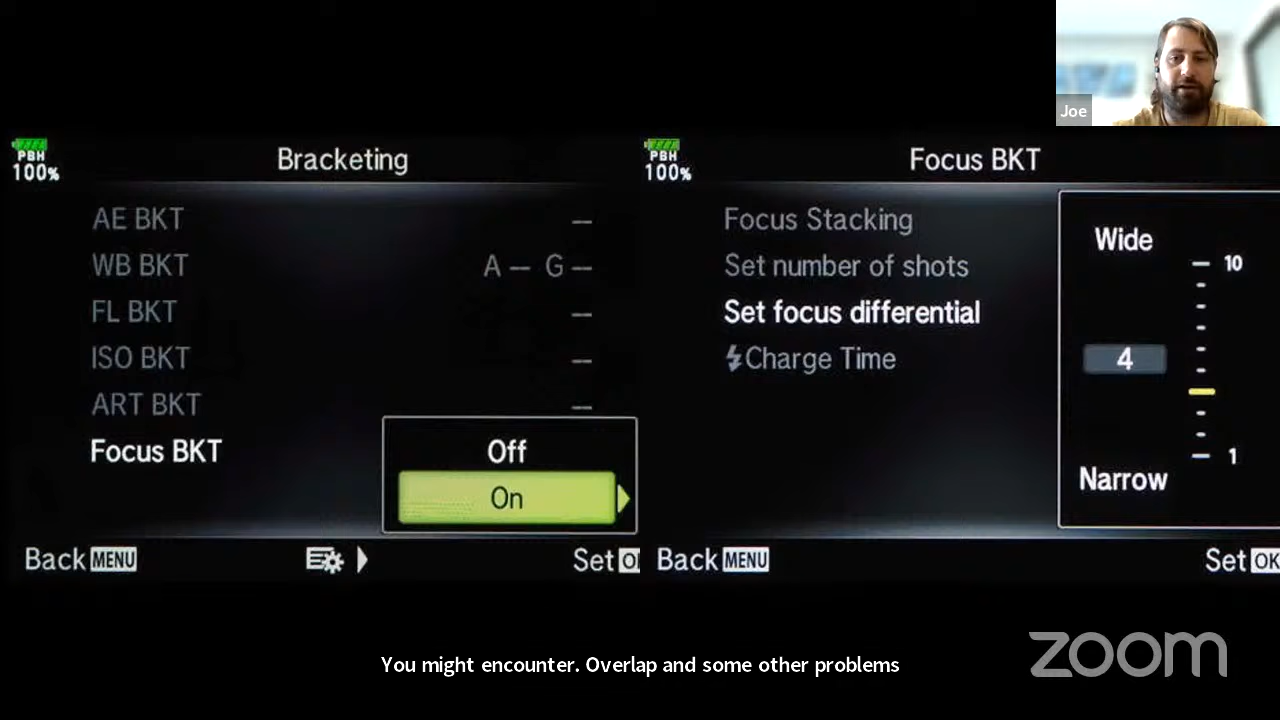 Joe
PBH
100%
Bracketing
AE BKT --
WB BKT A -- G --
FL BKT --
ISO BKT --
ART BKT --
Focus BKT
Off
On
Back MENU
Set O
PBH
100%
Focus BKT
Focus Stacking
Set number of shots
Set focus differential
Charge Time
Wide
10
4
1
Narrow
Back MENU
Set OK
You might encounter. Overlap and some other problems
zoom